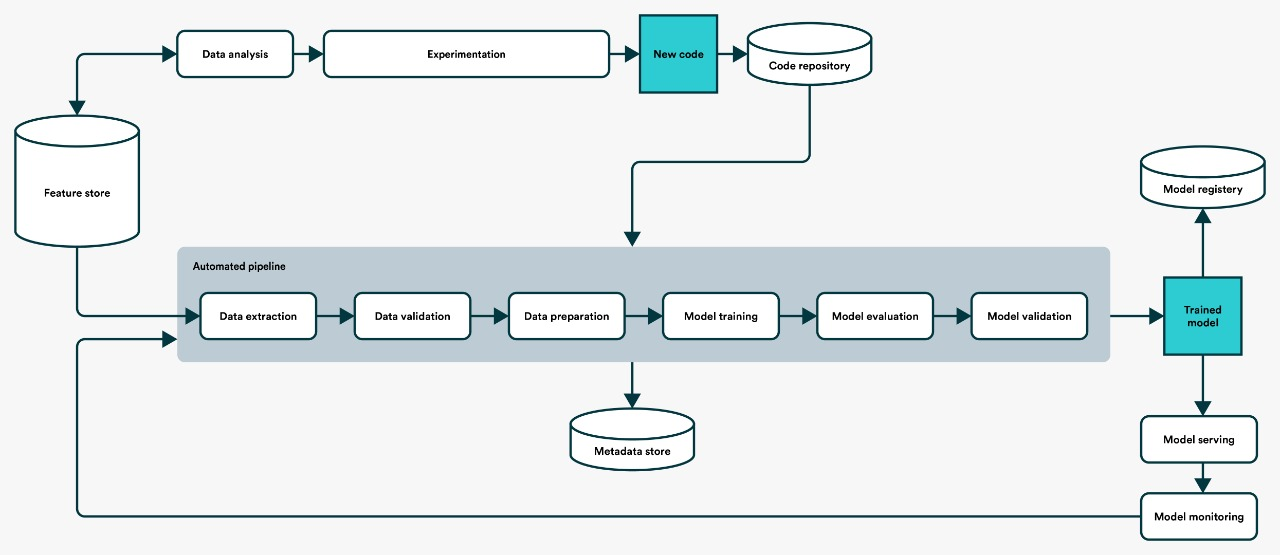 Data analysis
Experimentation
New code
Code repository
Feature store
Model registery
Automated pipeline
Data extraction
Data validation
Data preparation
Model training
Model evaluation
Model validation
Trained
model
Metadata store
Model serving
Model monitoring